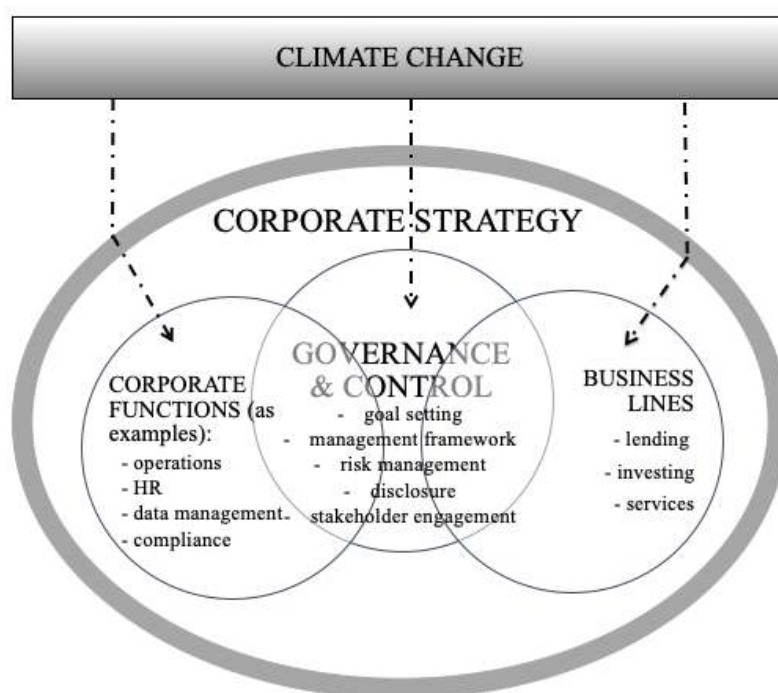 CLIMATE CHANGE
CORPORATE STRATEGY
GOVERNANCE
& CONTROL
- goal setting
- management framework
- risk management
- disclosure
- stakeholder engagement
CORPORATE
FUNCTIONS (as
examples):
- operations
- HR
- data management
- compliance
BUSINESS
LINES
- lending
- investing
- services